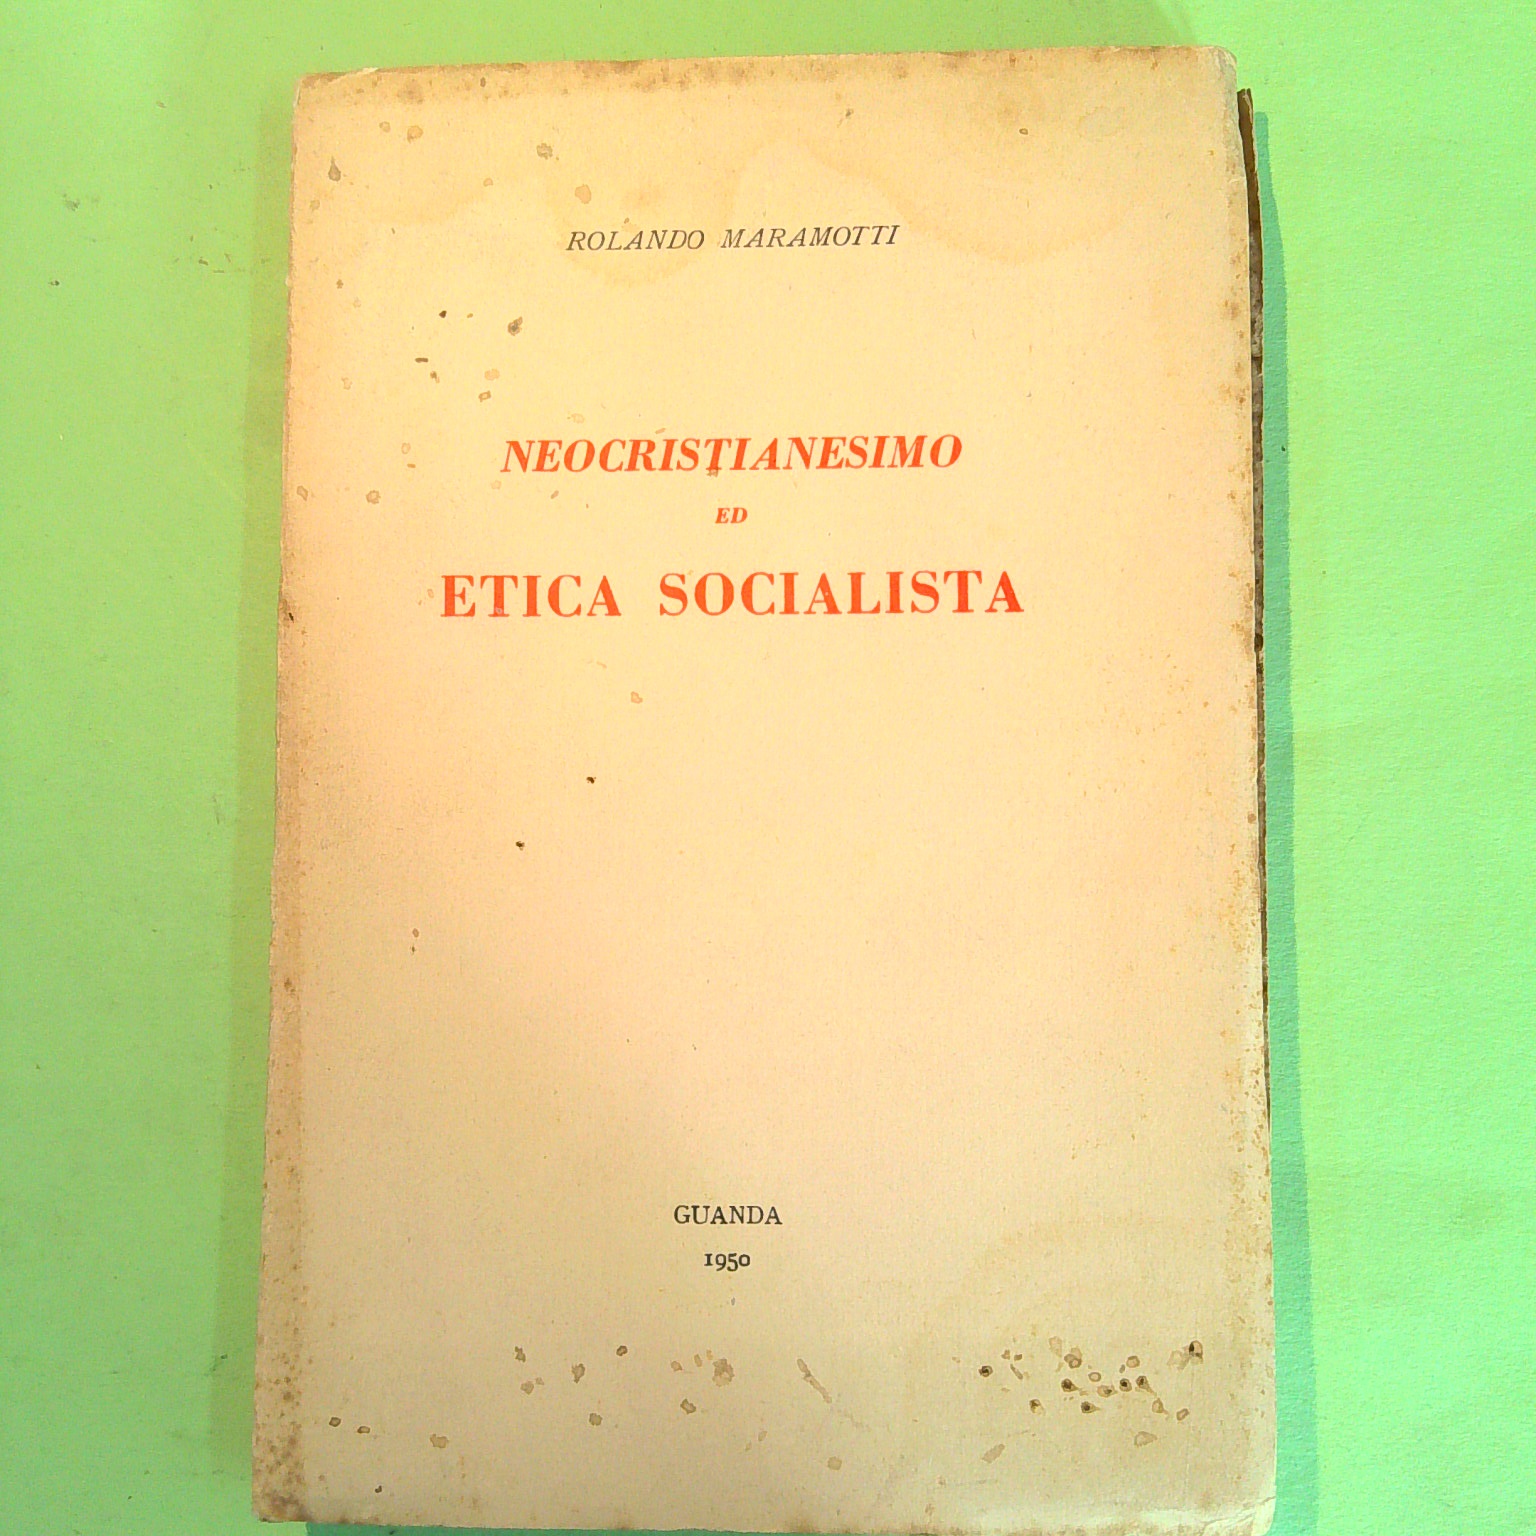 ROLANDO MARAMOTTI
NEOCRISTIANESIMO
ED
ETICA SOCIALISTA
GUANDA
1950